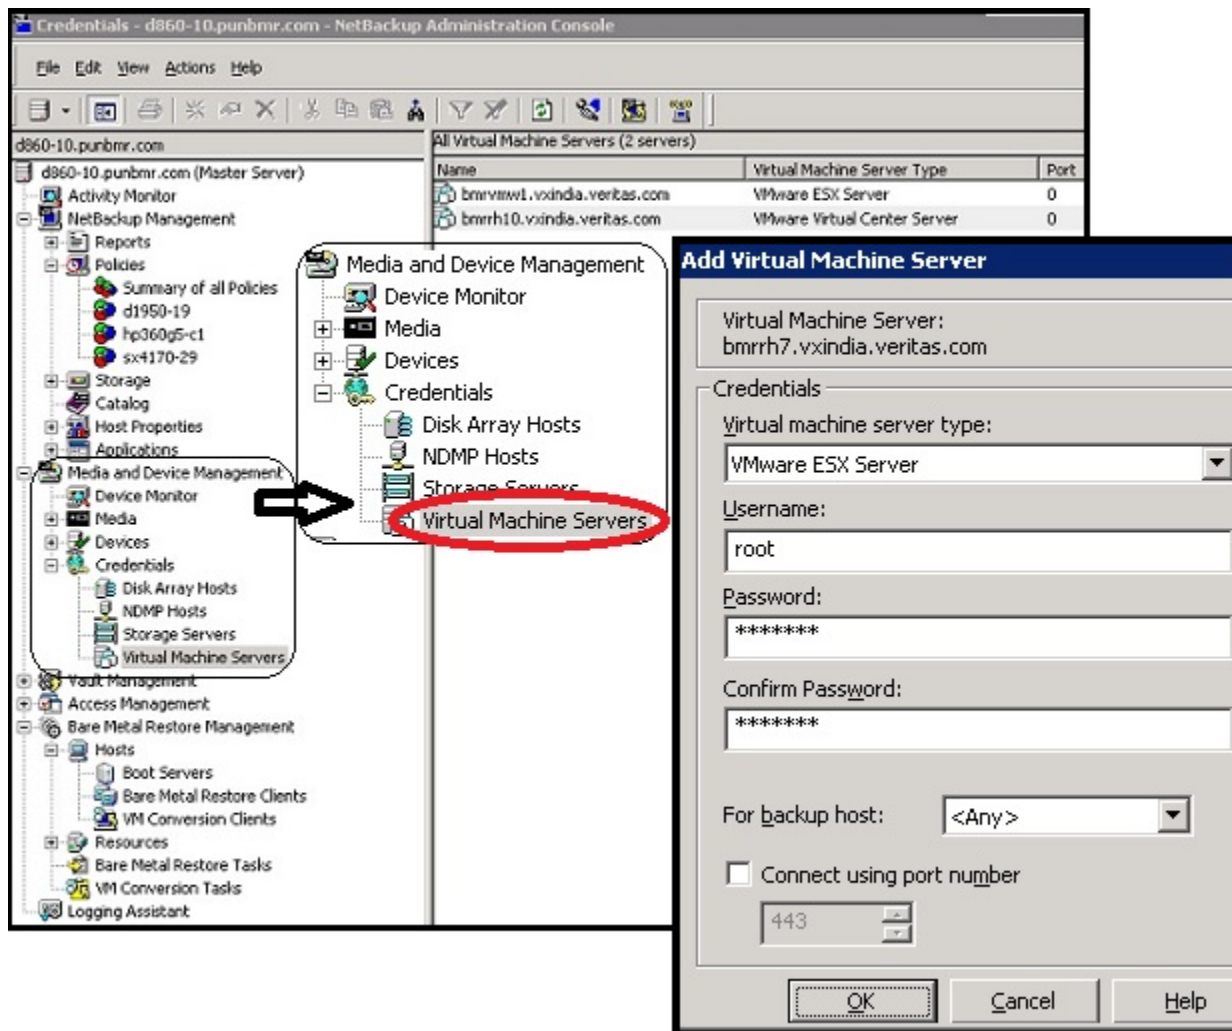 Credentials - d860-10.punbmr.com - NetBackup Administration Console
File Edit View Actions Help
d860-10.punbmr.com
d860-10.punbmr.com (Master Server)
Activity Monitor
NetBackup Management
Reports
Policies
Summary of all Policies
d1950-19
hp360g5-c1
sx4170-29
Storage
Catalog
Host Properties
Applications
Media and Device Management
Device Monitor
Media
Devices
Credentials
Disk Array Hosts
NDMP Hosts
Storage Servers
Virtual Machine Servers
Vault Management
Access Management
Bare Metal Restore Management
Hosts
Boot Servers
Bare Metal Restore Clients
VM Conversion Clients
Resources
Bare Metal Restore Tasks
VM Conversion Tasks
Logging Assistant
All Virtual Machine Servers (2 servers)
Name Virtual Machine Server Type Port
bmrvmw1.vxindia.veritas.com VMware ESX Server 0
bmrrh10.vxindia.veritas.com VMware Virtual Center Server 0
Media and Device Management
Device Monitor
Media
Devices
Credentials
Disk Array Hosts
NDMP Hosts
Storage Servers
Virtual Machine Servers
Add Virtual Machine Server
Virtual Machine Server:
bmrrh7.vxindia.veritas.com
Credentials
Virtual machine server type:
VMware ESX Server
Username:
root
Password:
*******
Confirm Password:
*******
For backup host: <Any>
Connect using port number
443
OK Cancel Help